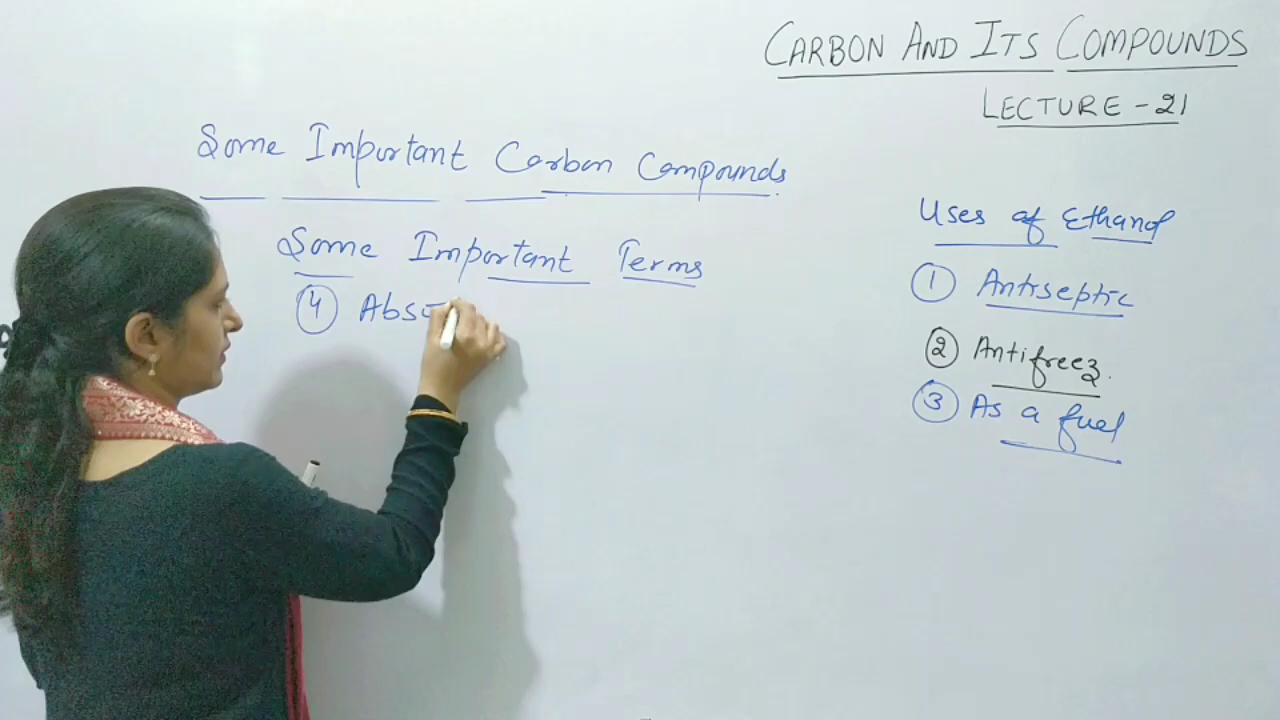 CARBON AND ITS COMPOUNDS
LECTURE - 21
Some Important Carbon Compounds
Some Important Terms
④ Abs
Uses of Ethanol
① Antiseptic
② Antifreez.
③ As a fuel